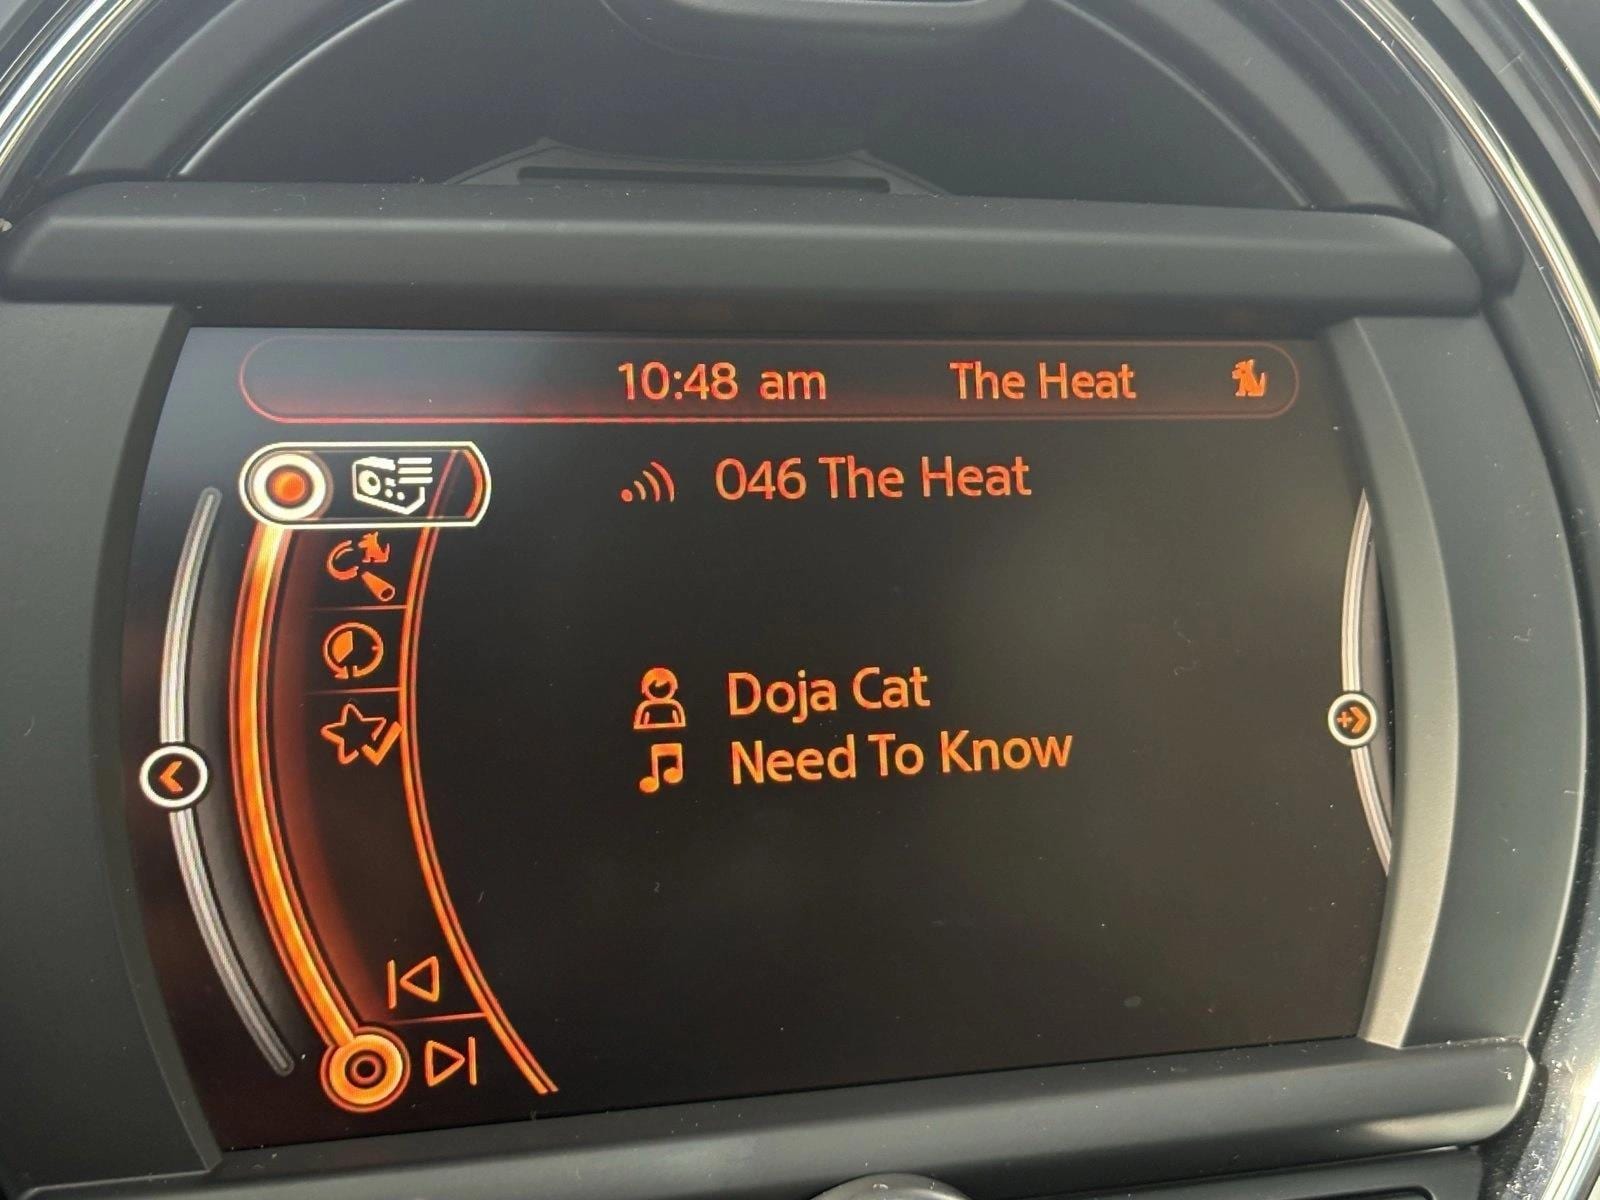 10:48 am The Heat
046 The Heat
Doja Cat
Need To Know